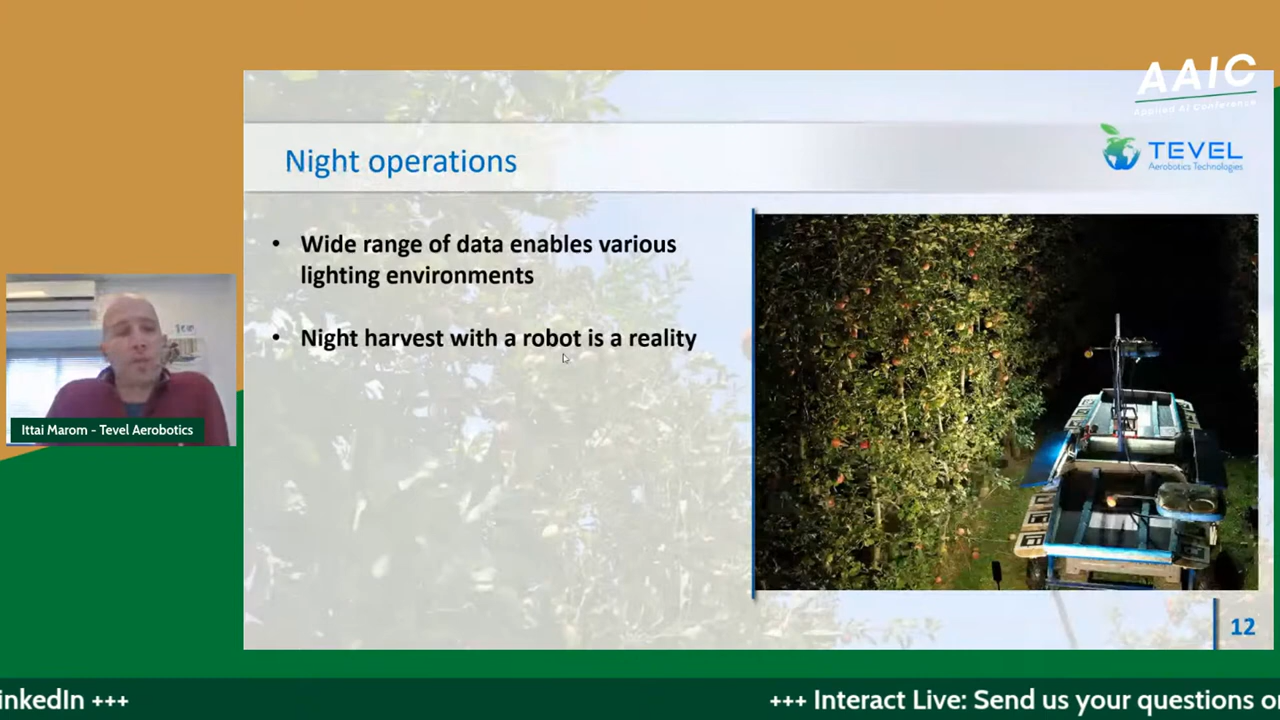 AAIC
Applied AI Conference
Night operations
TEVEL
Aerobotics Technologies
• Wide range of data enables various
lighting environments
• Night harvest with a robot is a reality
Ittai Marom - Tevel Aerobotics
12
inkedIn +++
+++ Interact Live: Send us your questions o